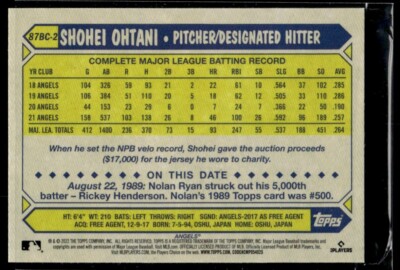 87BC-2
SHOHEI OHTANI • PITCHER/DESIGNATED HITTER
COMPLETE MAJOR LEAGUE BATTING RECORD
YR CLUB G AB R H 2B 3B HR RBI SB SLG BB SO AVG
18 ANGELS 104 326 59 93 21 2 22 61 10 .564 37 102 .285
19 ANGELS 106 384 51 110 20 5 18 62 12 .505 33 110 .286
20 ANGELS 44 153 23 29 6 0 7 24 7 .366 22 50 .190
21 ANGELS 158 537 103 138 26 8 46 100 26 .592 96 189 .257
MAJ. LEA. TOTALS 412 1400 236 370 73 15 93 247 55 .537 188 451 .264
When he set the NPB velo record, Shohei gave the auction proceeds
($17,000) for the jersey he wore to charity.
August 22, 1989: Nolan Ryan struck out his 5,000th
batter – Rickey Henderson. Nolan's 1989 Topps card was #500.
HT: 6'4" WT: 210 BATS: LEFT THROWS: RIGHT SIGNED: ANGELS-2017 AS FREE AGENT
ACQ: FREE AGENT, 12-9-17 BORN: 7-5-94, OSHU, JAPAN HOME: OSHU, JAPAN
Topps
ANGELS
PLAYERS